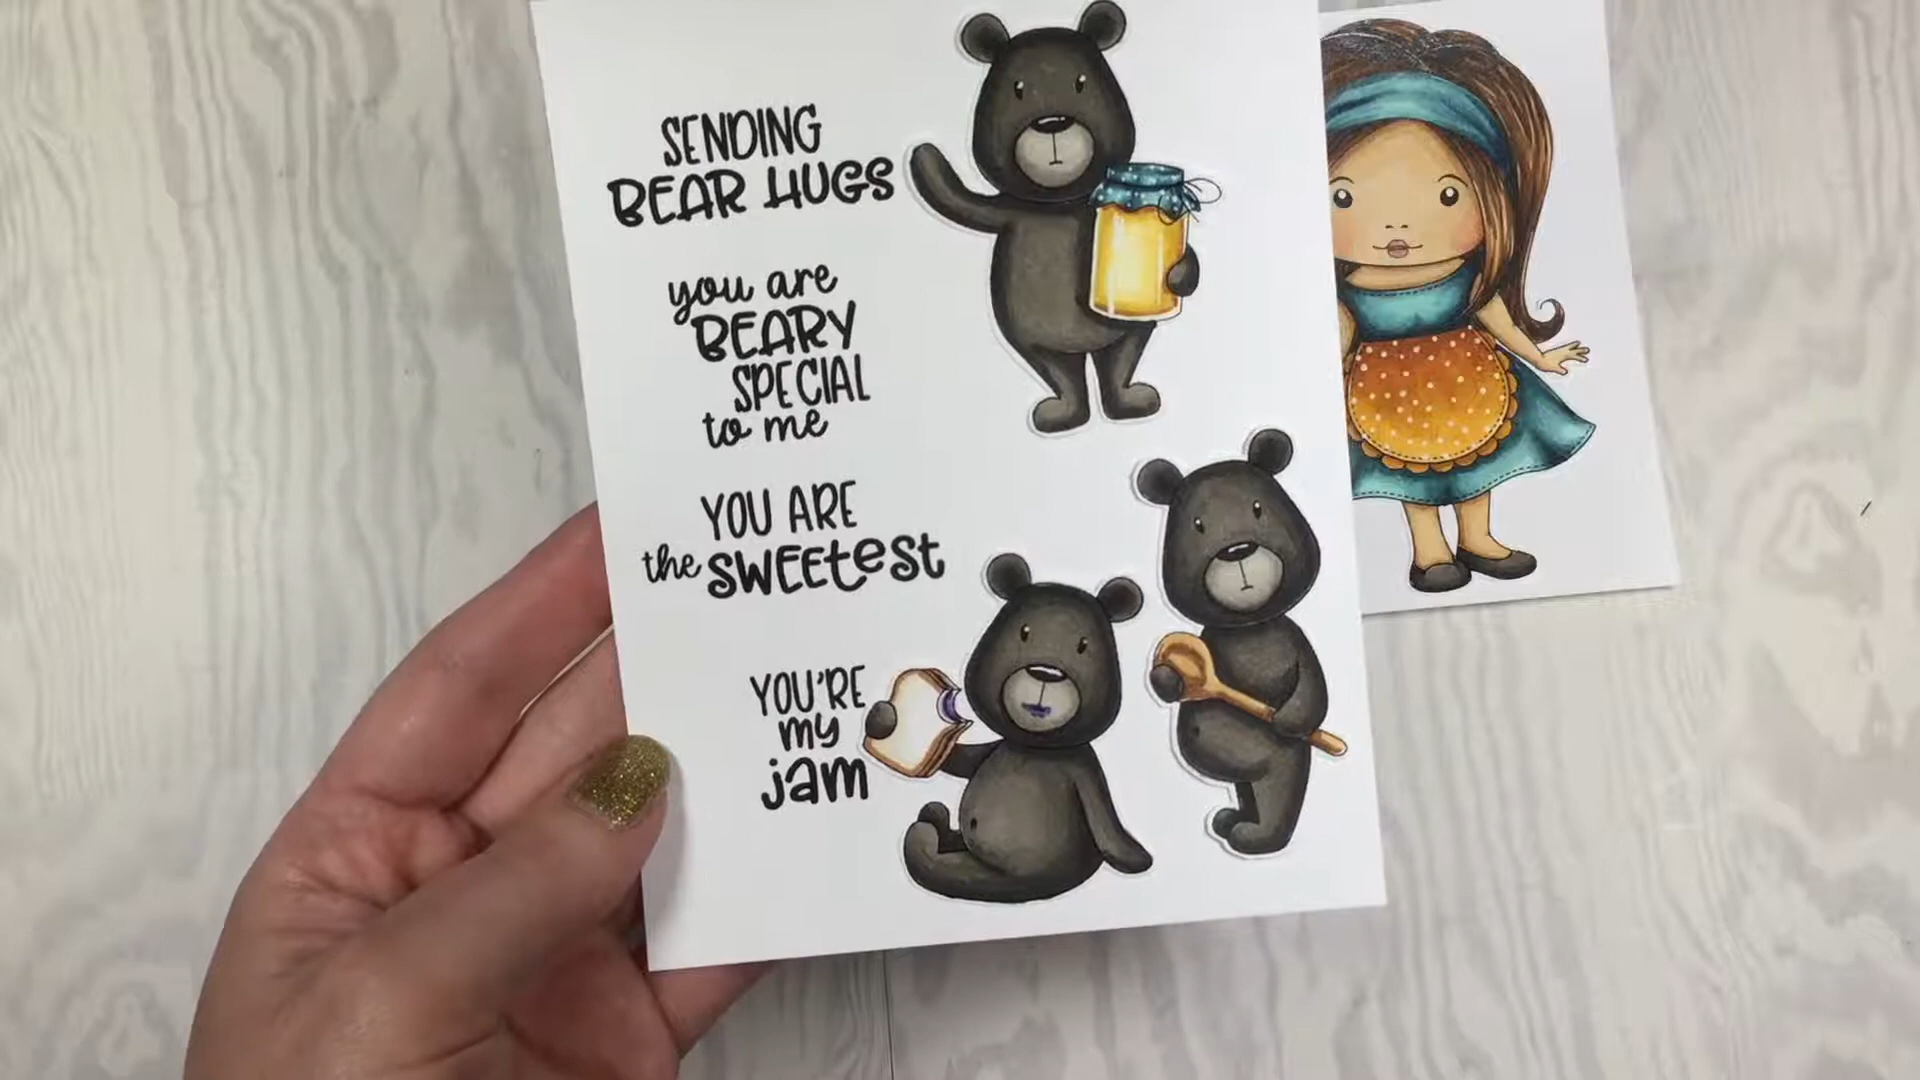 SENDING
BEAR HUGS
you are
BEARY
SPECIAL
to me
YOU ARE
the SWEEtest
YOU'RE
my
jam